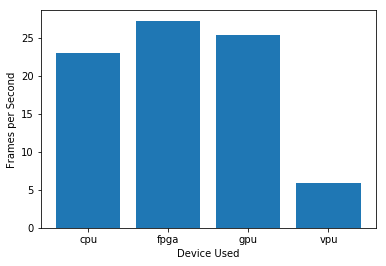 25
20
15
10
5
0
Frames per Second
cpu fpga gpu vpu
Device Used